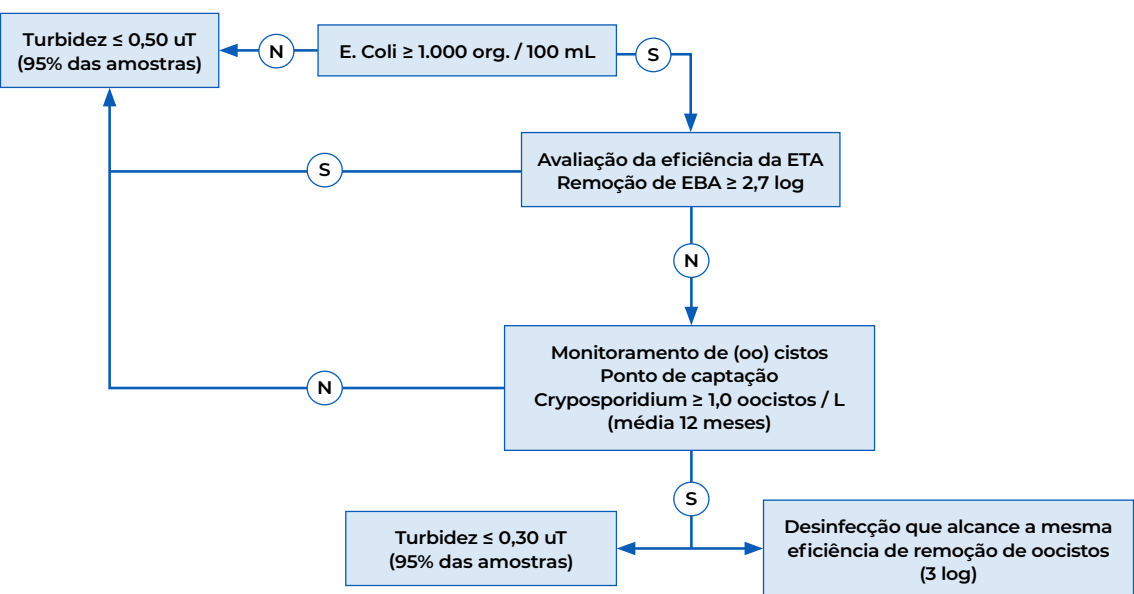 Turbidez ≤ 0,50 uT
(95% das amostras)
N
E. Coli ≥ 1.000 org. / 100 mL
S
Avaliação da eficiência da ETA
Remoção de EBA ≥ 2,7 log
S
N
Monitoramento de (oo) cistos
Ponto de captação
Cryposporidium ≥ 1,0 oocistos / L
(média 12 meses)
N
S
Turbidez ≤ 0,30 uT
(95% das amostras)
Desinfecção que alcance a mesma
eficiência de remoção de oocistos
(3 log)